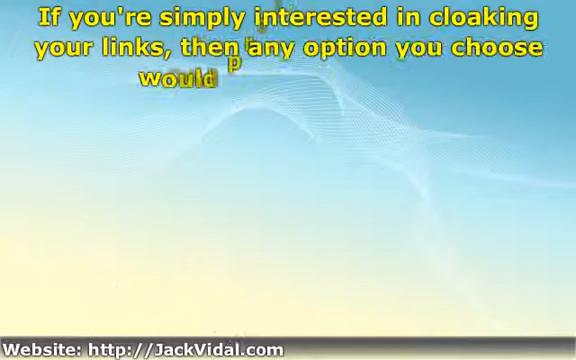 If you're simply interested in cloaking
your links, then any option you choose
would p
Website: http://JackVidal.com